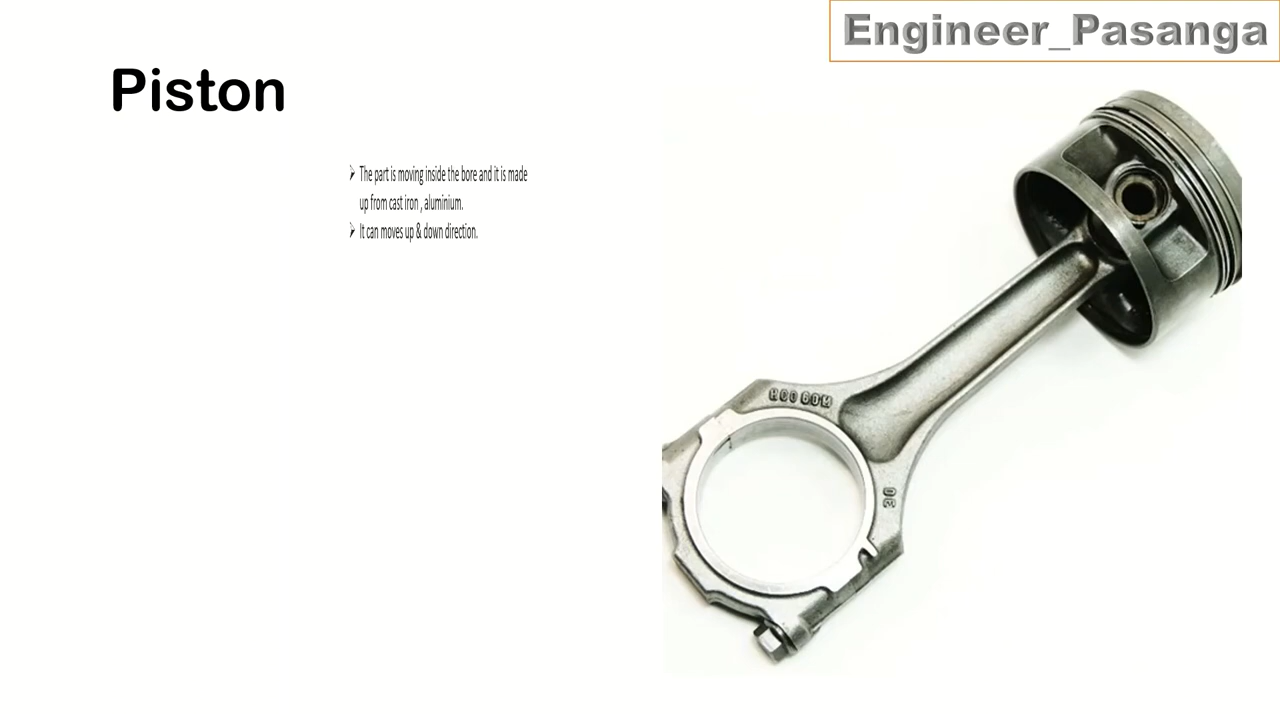 Engineer_Pasanga
Piston
➢ The part is moving inside the bore and it is made
up from cast iron , aluminium.
➢ It can moves up & down direction.